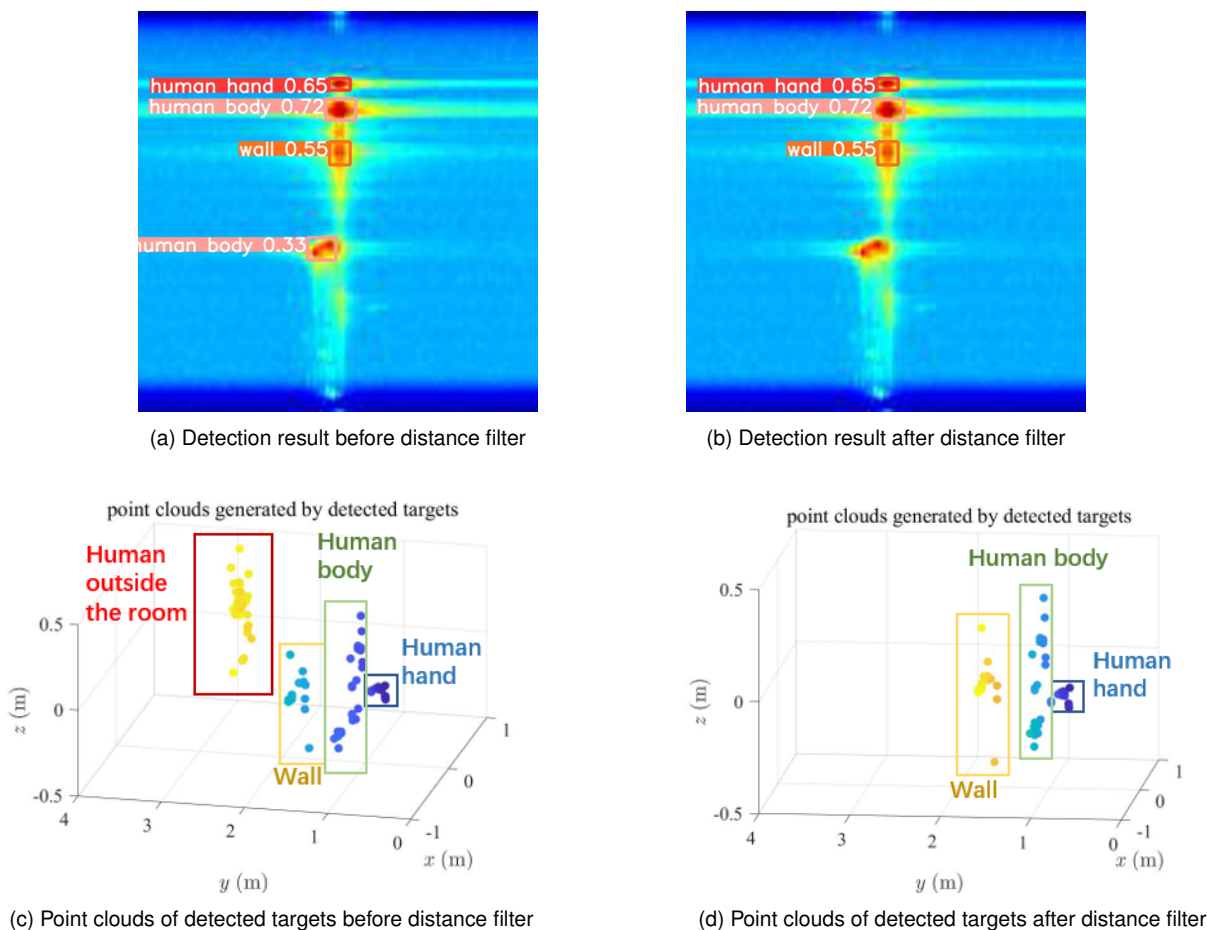 human hand 0.65
human body 0.72
wall 0.55
human body 0.33
(a) Detection result before distance filter
human hand 0.65
human body 0.72
wall 0.55
(b) Detection result after distance filter
point clouds generated by detected targets
Human
outside
the room
Human
body
Human
hand
Wall
0.5
0
-0.5
z (m)
4
3
2
1
0
y (m)
-1
0
1
x (m)
(c) Point clouds of detected targets before distance filter
point clouds generated by detected targets
Human body
Human
hand
Wall
0.5
0
-0.5
z (m)
4
3
2
1
0
y (m)
-1
0
1
x (m)
(d) Point clouds of detected targets after distance filter